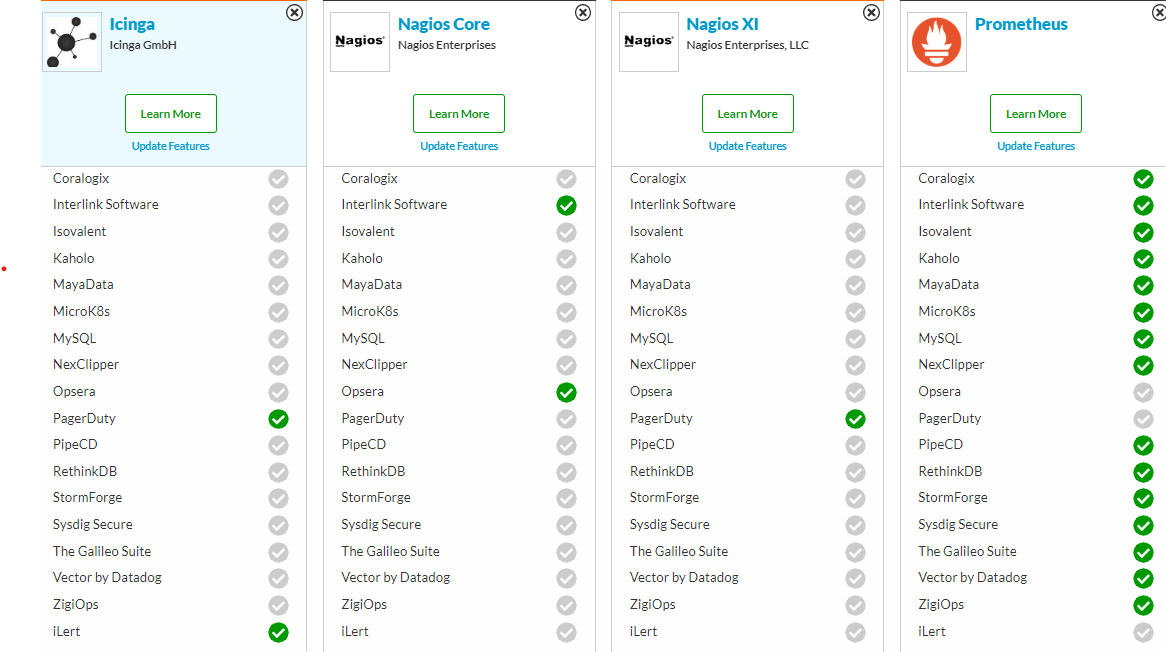 Icinga
Icinga GmbH
Learn More
Update Features
Coralogix
Interlink Software
Isovalent
Kaholo
MayaData
MicroK8s
MySQL
NexClipper
Opsera
PagerDuty
PipeCD
RethinkDB
StormForge
Sysdig Secure
The Galileo Suite
Vector by Datadog
ZigiOps
iLert
Nagios®
Nagios Core
Nagios Enterprises
Learn More
Update Features
Coralogix
Interlink Software
Isovalent
Kaholo
MayaData
MicroK8s
MySQL
NexClipper
Opsera
PagerDuty
PipeCD
RethinkDB
StormForge
Sysdig Secure
The Galileo Suite
Vector by Datadog
ZigiOps
iLert
Nagios®
Nagios XI
Nagios Enterprises, LLC
Learn More
Update Features
Coralogix
Interlink Software
Isovalent
Kaholo
MayaData
MicroK8s
MySQL
NexClipper
Opsera
PagerDuty
PipeCD
RethinkDB
StormForge
Sysdig Secure
The Galileo Suite
Vector by Datadog
ZigiOps
iLert
Prometheus
Learn More
Update Features
Coralogix
Interlink Software
Isovalent
Kaholo
MayaData
MicroK8s
MySQL
NexClipper
Opsera
PagerDuty
PipeCD
RethinkDB
StormForge
Sysdig Secure
The Galileo Suite
Vector by Datadog
ZigiOps
iLert